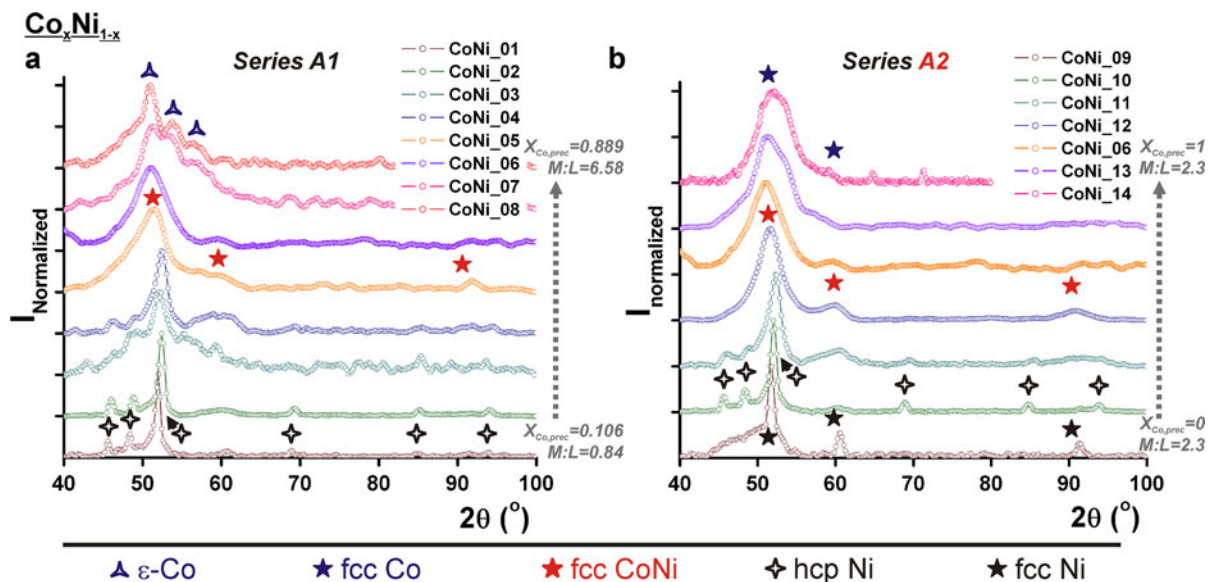 CoxNi1-x
a
Series A1
CoNi_01
CoNi_02
CoNi_03
CoNi_04
CoNi_05
CoNi_06
CoNi_07
CoNi_08
XCo,prec=0.889
M:L=6.58
XCo,prec=0.106
M:L=0.84
INormalized
40 50 60 70 80 90 100
2θ (°)
b
Series A2
CoNi_09
CoNi_10
CoNi_11
CoNi_12
CoNi_06
CoNi_13
CoNi_14
XCo,prec=1
M:L=2.3
XCo,prec=0
M:L=2.3
Inormalized
40 50 60 70 80 90 100
2θ (°)
ε-Co fcc Co fcc CoNi hcp Ni fcc Ni